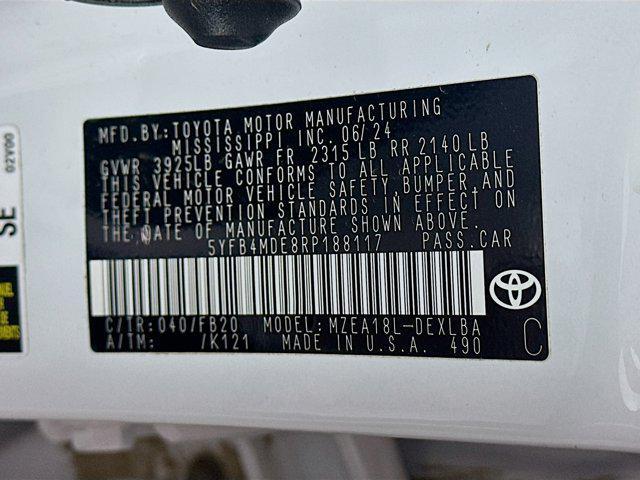 MFD.BY:TOYOTA MOTOR MANUFACTURING
MISSISSIPPI INC. 06/24
GVWR 3925LB GAWR FR 2315 LB RR 2140 LB
THIS VEHICLE CONFORMS TO ALL APPLICABLE
FEDERAL MOTOR VEHICLE SAFETY, BUMPER, AND
THEFT PREVENTION STANDARDS IN EFFECT ON
THE DATE OF MANUFACTURE SHOWN ABOVE.
5YFB4MDE8RP188117 PASS.CAR
C/TR: 040/FB20 MODEL: MZEA18L-DEXLBA
A/TM: /K121 MADE IN U.S.A. 490 C
SE 02Y00